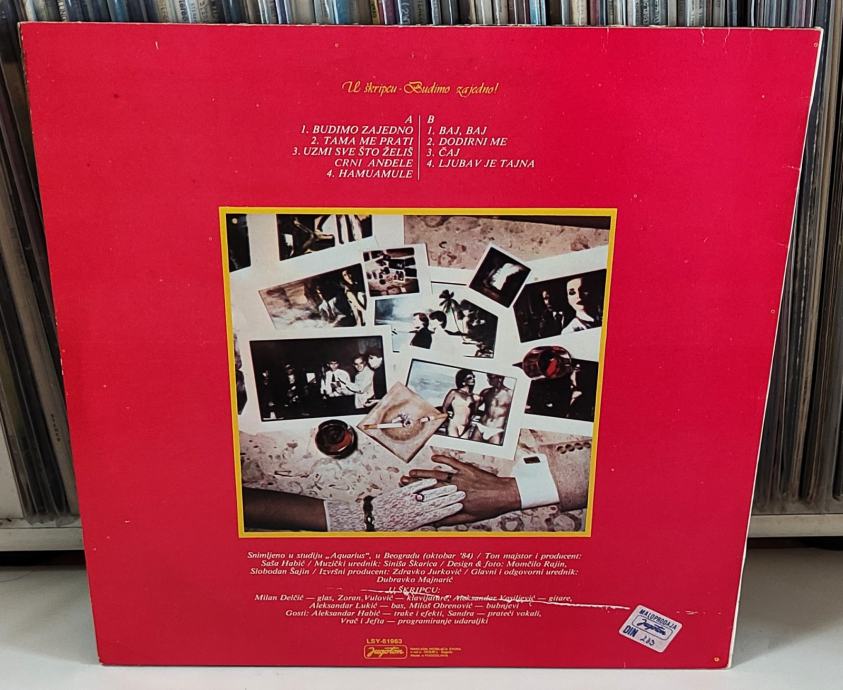 U škripcu - Budimo zajedno!
A
1. BUDIMO ZAJEDNO
2. TAMA ME PRATI
3. UZMI SVE ŠTO ŽELIŠ
CRNI ANĐELE
4. HAMUAMULE
B
1. BAJ, BAJ
2. DODIRNI ME
3. ČAJ
4. LJUBAV JE TAJNA
Snimljeno u studiju „Aquarius“, u Beogradu (oktobar '84) / Ton majstor i producent:
Saša Habić / Muzički urednik: Siniša Škarica / Design & foto: Momčilo Rajin,
Slobodan Šajin / Izvršni producent: Zdravko Jurković / Glavni i odgovorni urednik:
Dubravko Majnarić
U ŠKRIPCU:
Milan Delčić — glas, Zoran Vulović — klavijature, Aleksandar Vasiljević — gitare,
Aleksandar Lukić — bas, Miloš Obrenović — bubnjevi
Gosti: Aleksandar Habić — trake i efekti, Sandra — prateći vokali,
Vrač i Jefta — programiranje udaraljki
LSY-61963
Jugoton
MALOPRODAJA
Jugoton
DIN